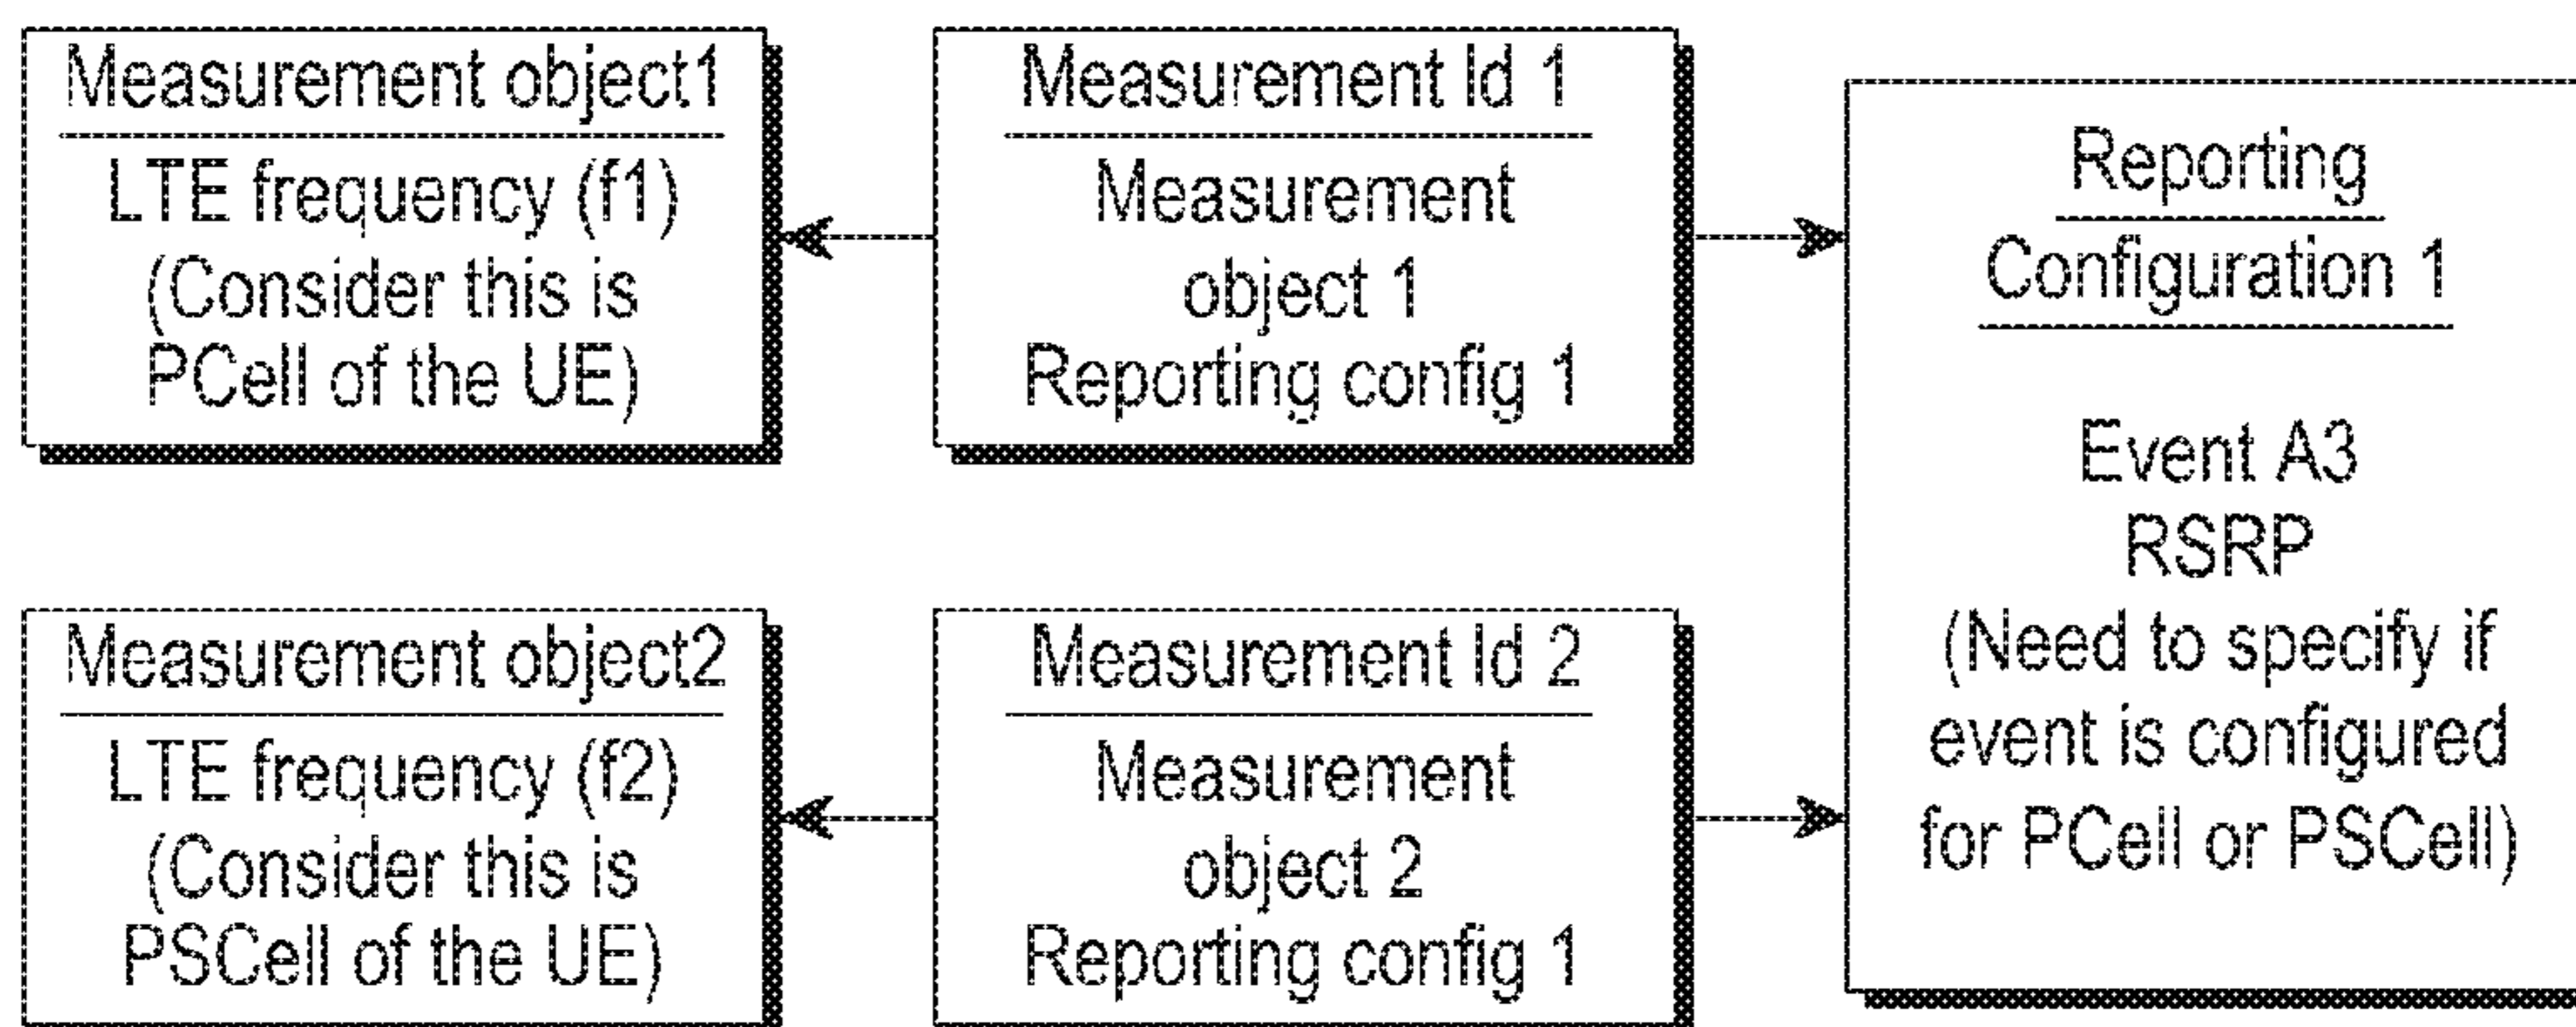 Measurement object1
LTE frequency (f1)
(Consider this is
PCell of the UE)
Measurement Id 1
Measurement
object 1
Reporting config 1
Reporting
Configuration 1
Event A3
RSRP
(Need to specify if
event is configured
for PCell or PSCell)
Measurement object2
LTE frequency (f2)
(Consider this is
PSCell of the UE)
Measurement Id 2
Measurement
object 2
Reporting config 1